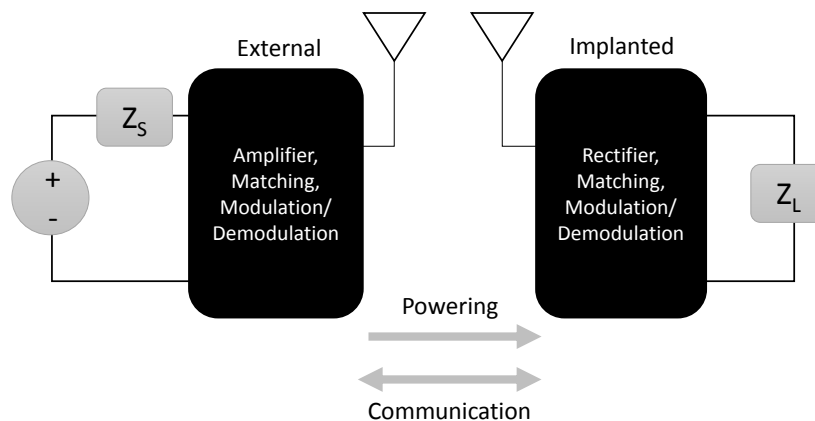 External
Implanted
Z_S
+
-
Amplifier,
Matching,
Modulation/
Demodulation
Rectifier,
Matching,
Modulation/
Demodulation
Z_L
Powering
Communication